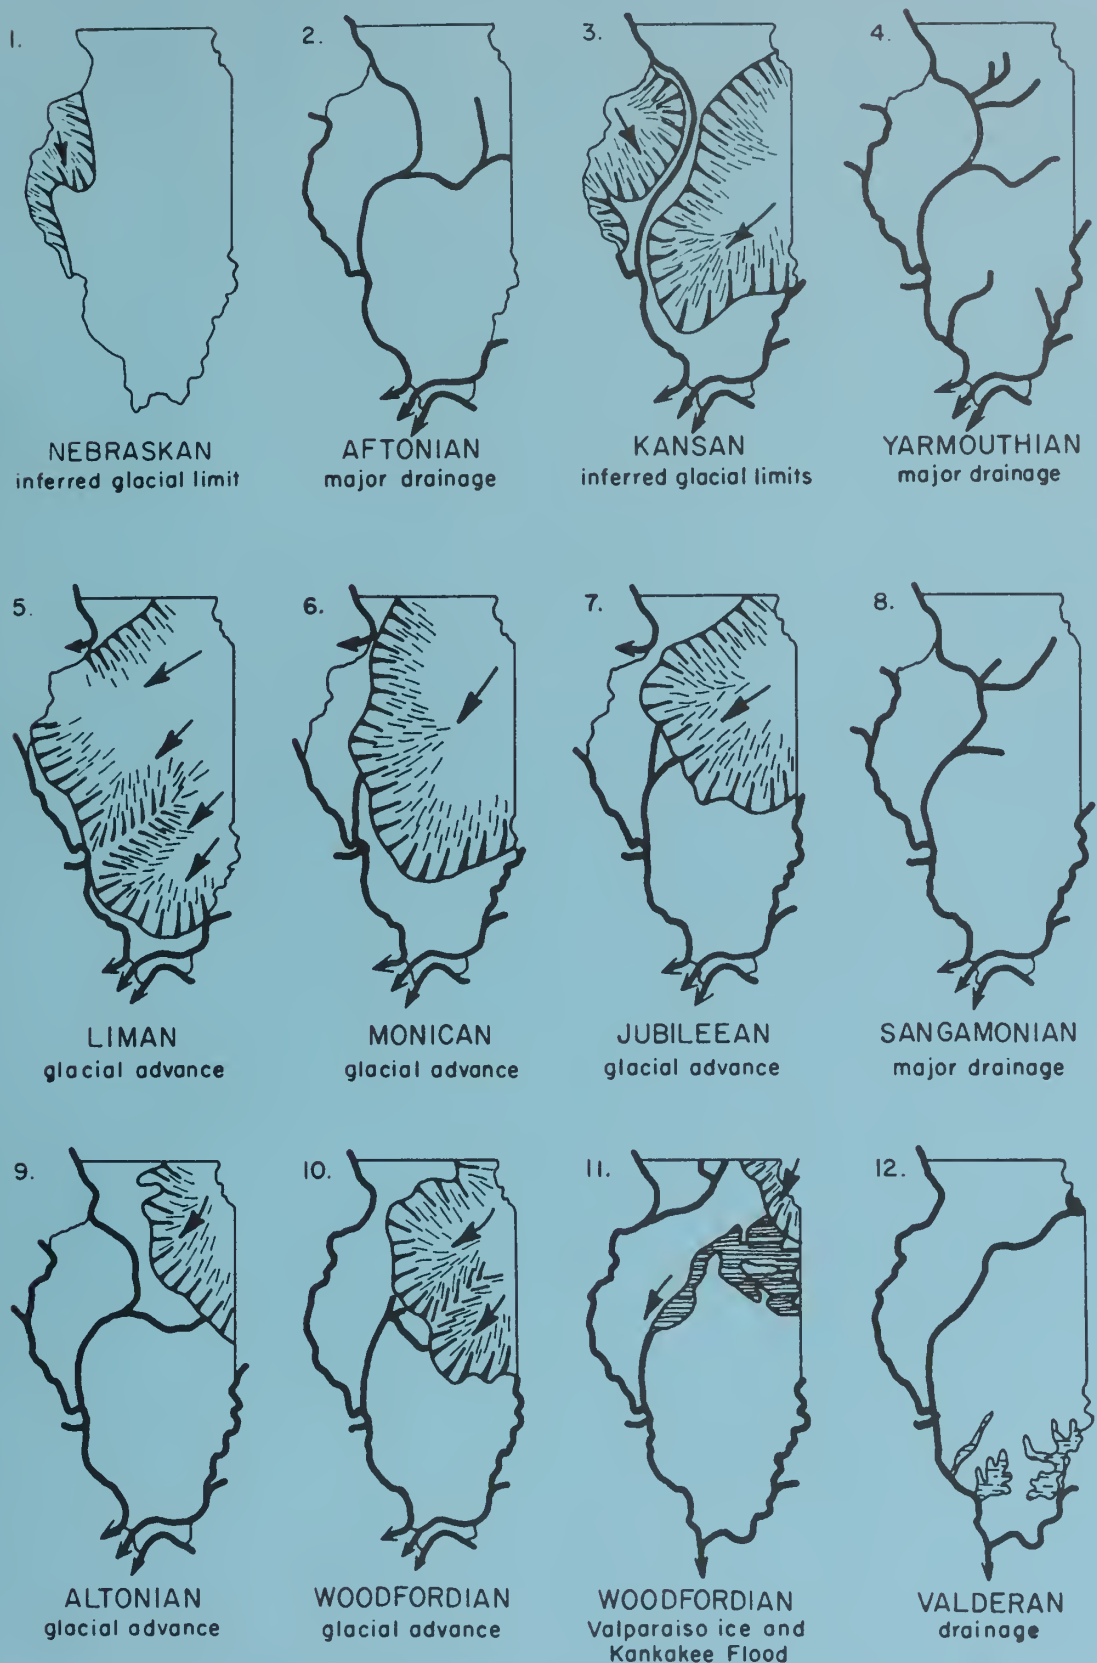 1.
2.
3.
4.
NEBRASKAN
inferred glacial limit
AFTONIAN
major drainage
KANSAN
inferred glacial limits
YARMOUTHIAN
major drainage
5.
6.
7.
8.
LIMAN
glacial advance
MONICAN
glacial advance
JUBILEEAN
glacial advance
SANGAMONIAN
major drainage
9.
10.
11.
12.
ALTONIAN
glacial advance
WOODFORDIAN
glacial advance
WOODFORDIAN
Valparaiso ice and
Kankakee Flood
VALDERAN
drainage